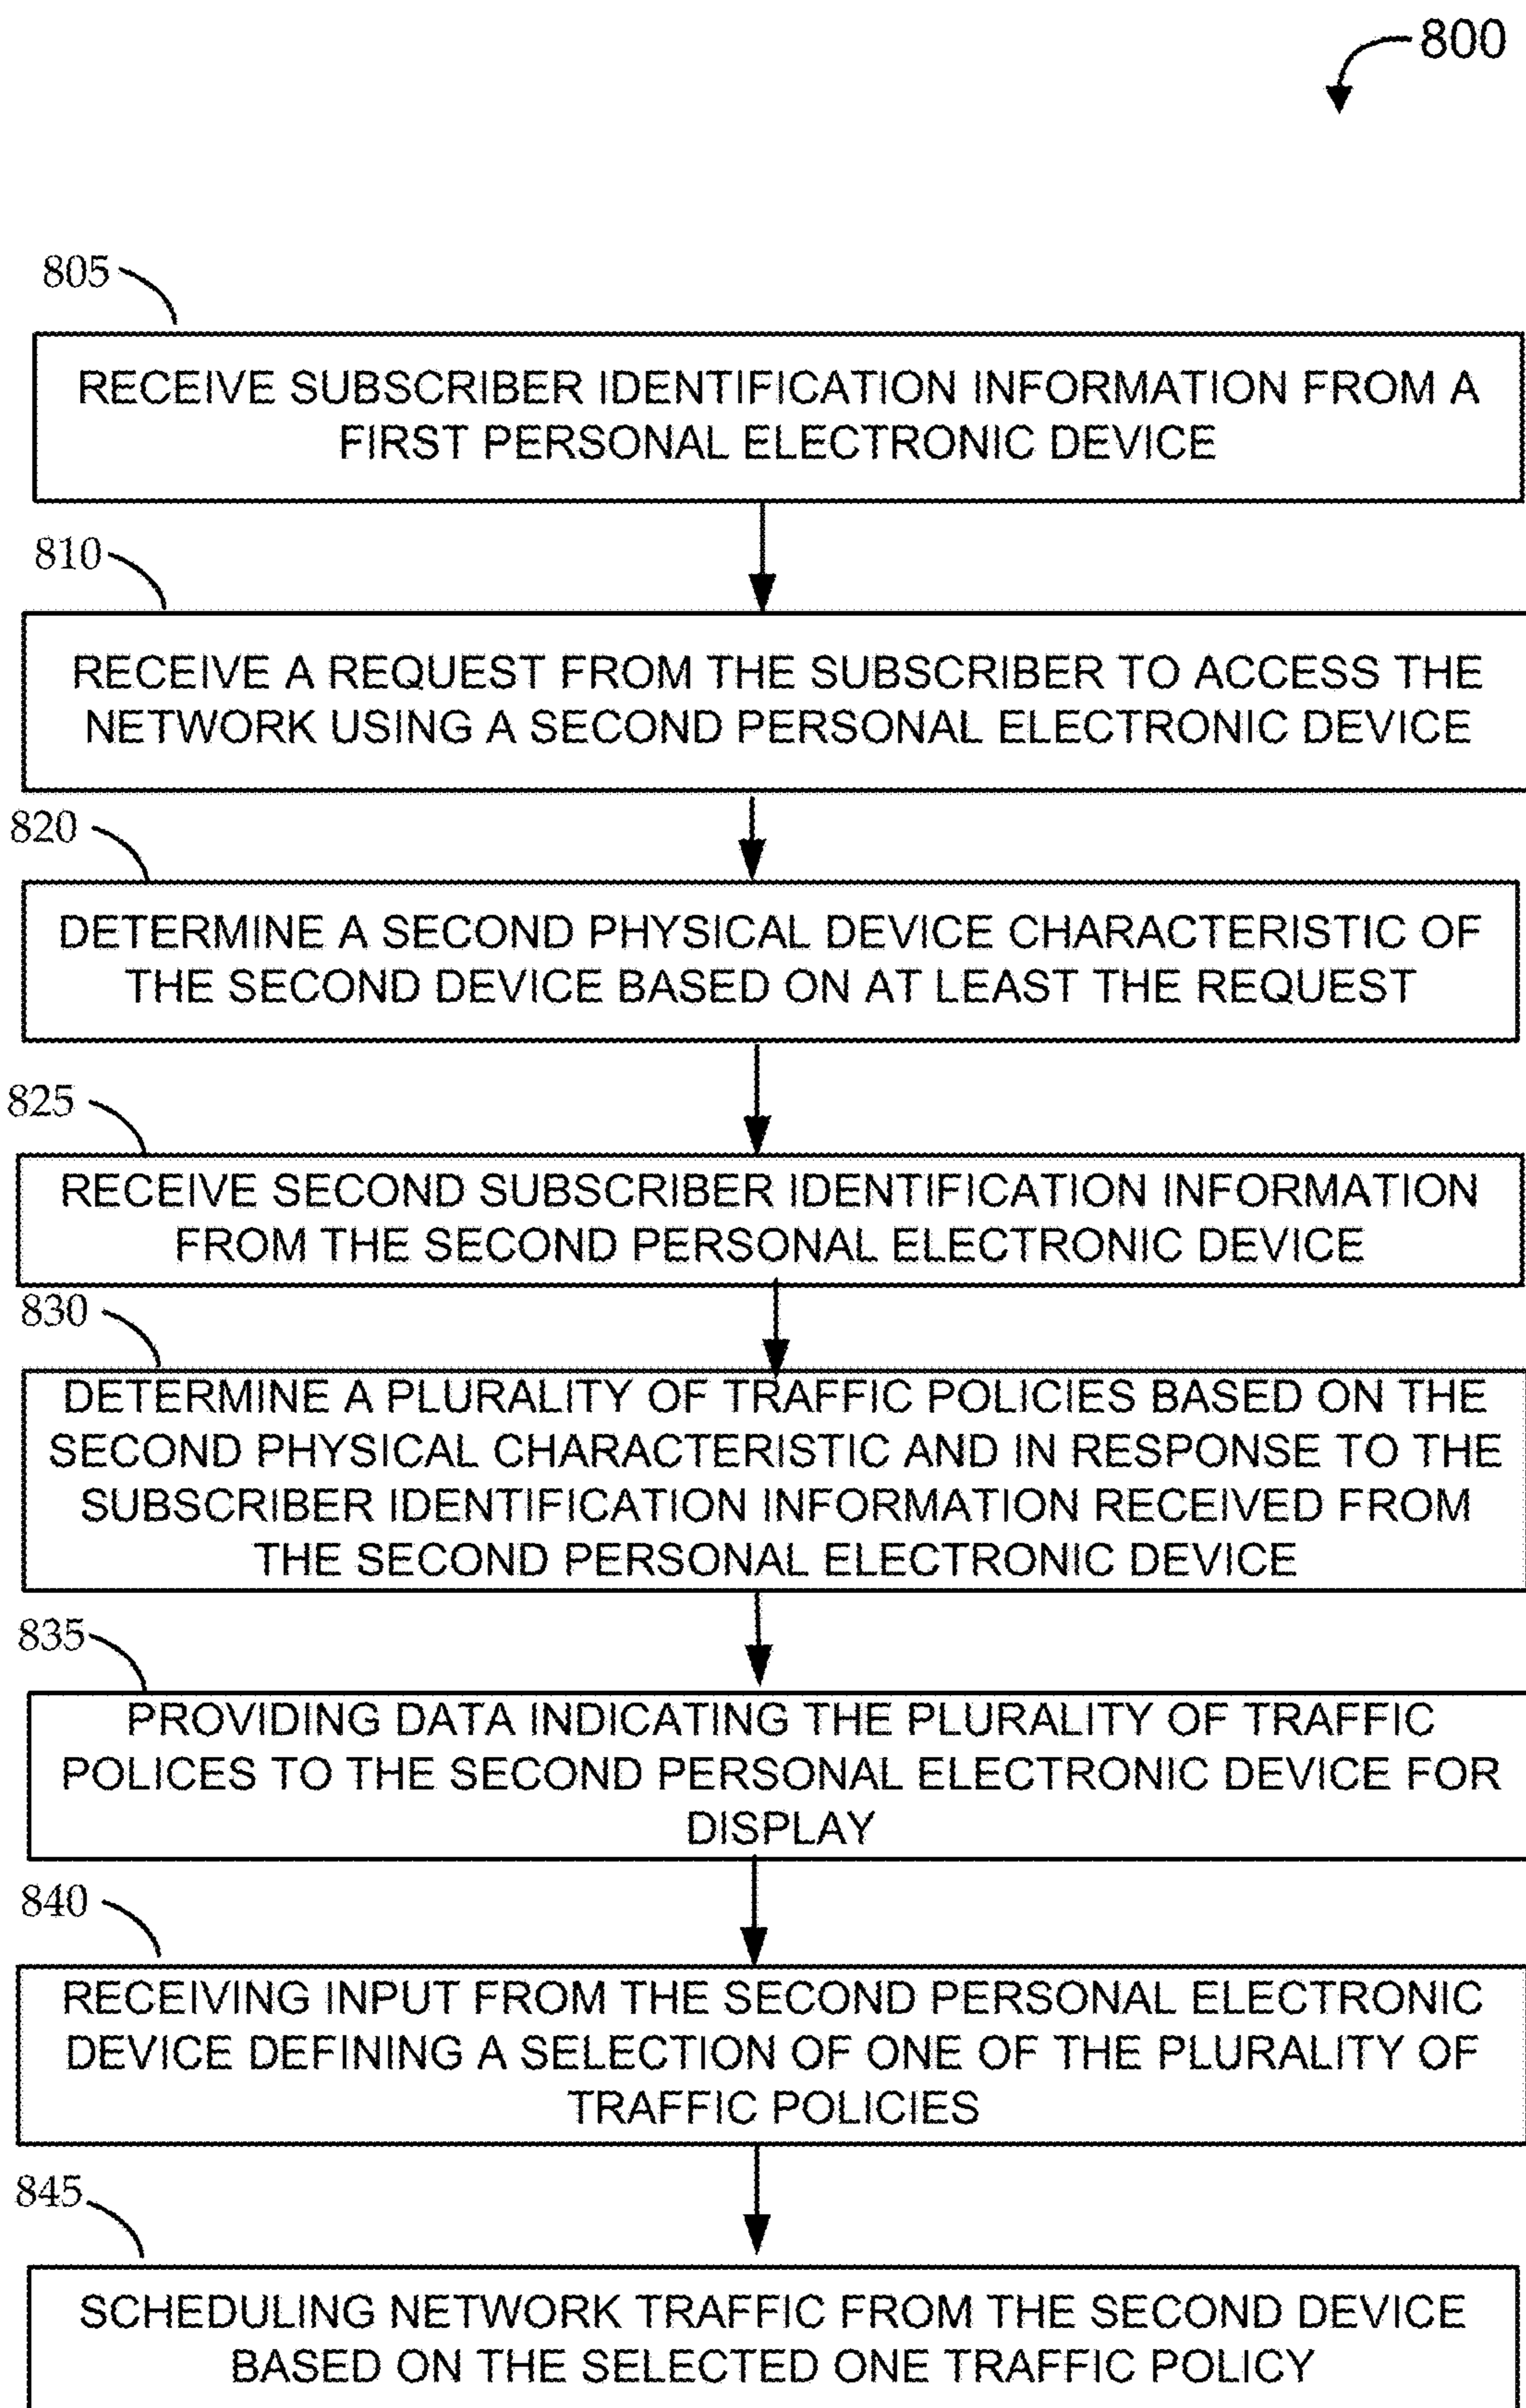 800
805
RECEIVE SUBSCRIBER IDENTIFICATION INFORMATION FROM A
FIRST PERSONAL ELECTRONIC DEVICE
810
RECEIVE A REQUEST FROM THE SUBSCRIBER TO ACCESS THE
NETWORK USING A SECOND PERSONAL ELECTRONIC DEVICE
820
DETERMINE A SECOND PHYSICAL DEVICE CHARACTERISTIC OF
THE SECOND DEVICE BASED ON AT LEAST THE REQUEST
825
RECEIVE SECOND SUBSCRIBER IDENTIFICATION INFORMATION
FROM THE SECOND PERSONAL ELECTRONIC DEVICE
830
DETERMINE A PLURALITY OF TRAFFIC POLICIES BASED ON THE
SECOND PHYSICAL CHARACTERISTIC AND IN RESPONSE TO THE
SUBSCRIBER IDENTIFICATION INFORMATION RECEIVED FROM
THE SECOND PERSONAL ELECTRONIC DEVICE
835
PROVIDING DATA INDICATING THE PLURALITY OF TRAFFIC
POLICES TO THE SECOND PERSONAL ELECTRONIC DEVICE FOR
DISPLAY
840
RECEIVING INPUT FROM THE SECOND PERSONAL ELECTRONIC
DEVICE DEFINING A SELECTION OF ONE OF THE PLURALITY OF
TRAFFIC POLICIES
845
SCHEDULING NETWORK TRAFFIC FROM THE SECOND DEVICE
BASED ON THE SELECTED ONE TRAFFIC POLICY